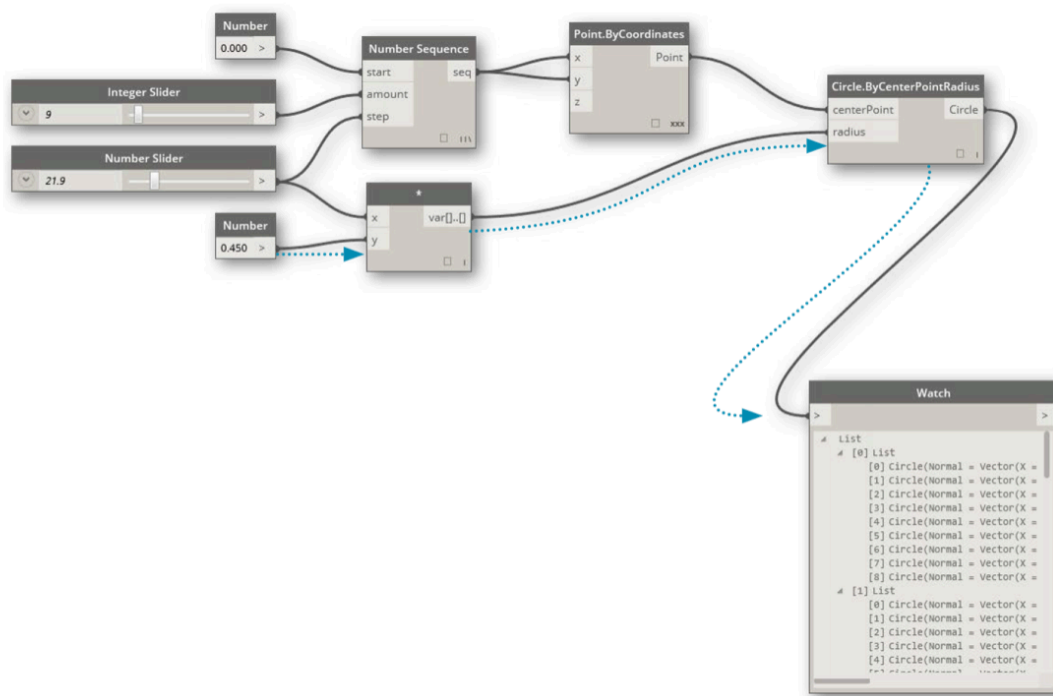 Number
0.000 >
Integer Slider
9 >
Number Slider
21.9 >
Number
0.450 >
Number Sequence
start seq
amount
step
*
x var[]..[]
y
Point.ByCoordinates
x Point
y
z
xxx
Circle.ByCenterPointRadius
centerPoint Circle
radius
Watch
> >
List
[0] List
[0] Circle(Normal = Vector(X =
[1] Circle(Normal = Vector(X =
[2] Circle(Normal = Vector(X =
[3] Circle(Normal = Vector(X =
[4] Circle(Normal = Vector(X =
[5] Circle(Normal = Vector(X =
[6] Circle(Normal = Vector(X =
[7] Circle(Normal = Vector(X =
[8] Circle(Normal = Vector(X =
[1] List
[0] Circle(Normal = Vector(X =
[1] Circle(Normal = Vector(X =
[2] Circle(Normal = Vector(X =
[3] Circle(Normal = Vector(X =
[4] Circle(Normal = Vector(X =